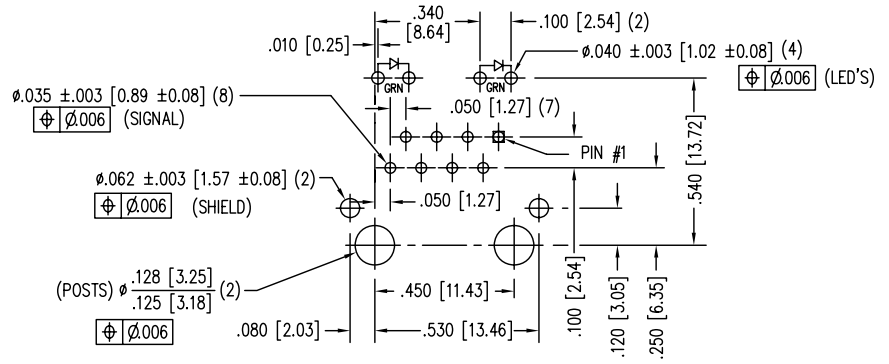 .340
[8.64]
.100 [2.54] (2)
.010 [0.25]
ø.040 ±.003 [1.02 ±0.08] (4)
⌖ Ø.006 (LED'S)
GRN
GRN
ø.035 ±.003 [0.89 ±0.08] (8)
⌖ Ø.006 (SIGNAL)
.050 [1.27] (7)
PIN #1
.540 [13.72]
ø.062 ±.003 [1.57 ±0.08] (2)
⌖ Ø.006 (SHIELD)
.050 [1.27]
(POSTS) ø .128 [3.25]
.125 [3.18] (2)
⌖ Ø.006
.450 [11.43]
.080 [2.03]
.530 [13.46]
.100 [2.54]
.120 [3.05]
.250 [6.35]